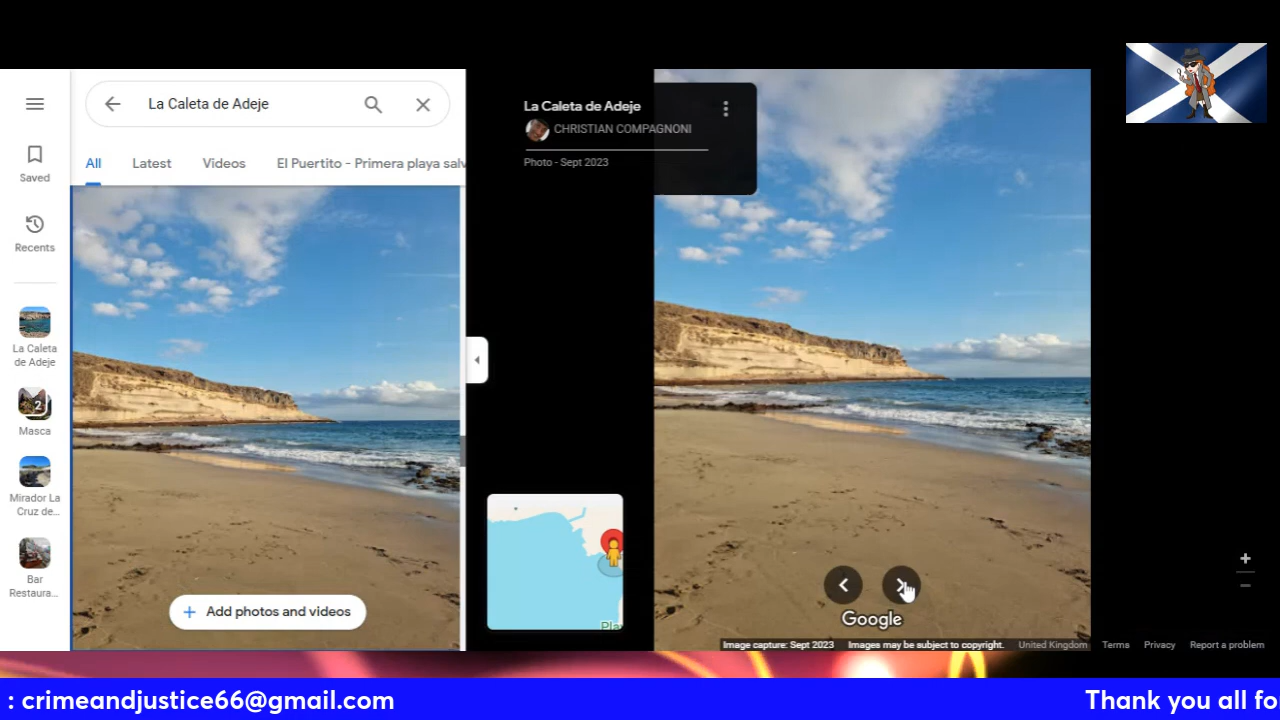 La Caleta de Adeje
Saved
Recents
La Caleta
de Adeje
2
Masca
Mirador La
Cruz de...
Bar
Restaura...
All Latest Videos El Puertito - Primera playa salv
Add photos and videos
La Caleta de Adeje
CHRISTIAN COMPAGNONI
Photo - Sept 2023
Pla
Google
Image capture: Sept 2023 Images may be subject to copyright. United Kingdom Terms Privacy Report a problem
: crimeandjustice66@gmail.com Thank you all fo